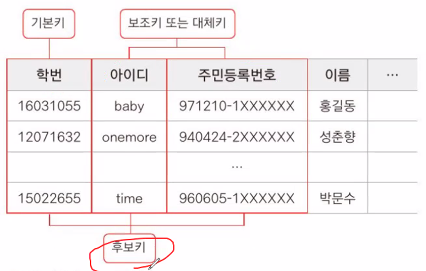 기본키 보조키 또는 대체키
학번 아이디 주민등록번호 이름 ...
16031055 baby 971210-1XXXXXX 홍길동
12071632 onemore 940424-2XXXXXX 성춘향
...
15022655 time 960605-1XXXXXX 박문수
후보키